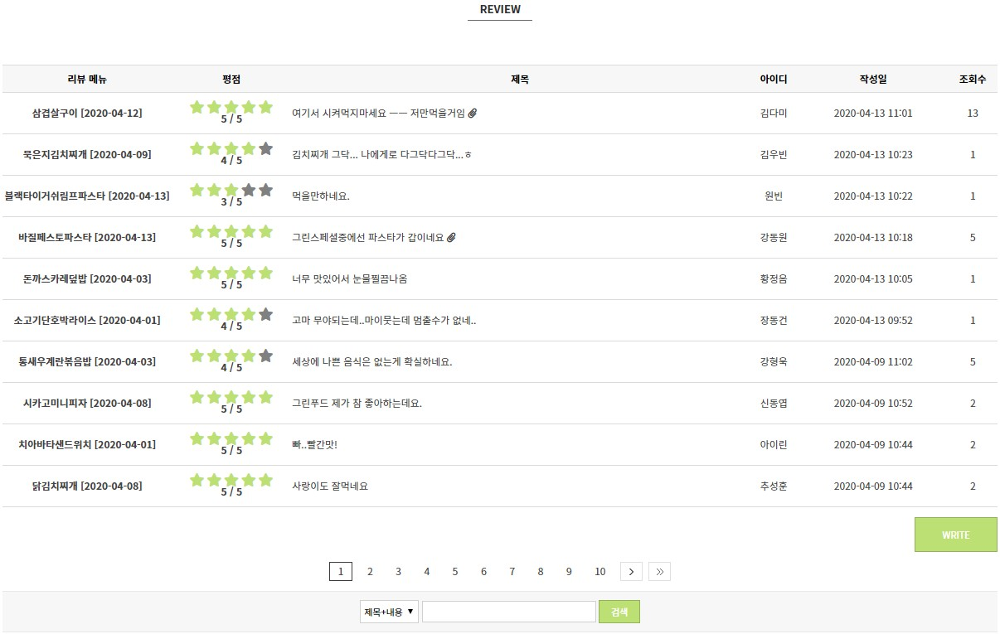 REVIEW
리뷰 메뉴 평점 제목 아이디 작성일 조회수
삼겹살구이 [2020-04-12] 5 / 5 여기서 시켜먹지마세요 ㅡㅡ 저만먹을거임 김다미 2020-04-13 11:01 13
묵은지김치찌개 [2020-04-09] 4 / 5 김치찌개 그닥... 나에게로 다그닥다그닥...ㅎ 김우빈 2020-04-13 10:23 1
블랙타이거쉬림프파스타 [2020-04-13] 3 / 5 먹을만하네요. 원빈 2020-04-13 10:22 1
바질페스토파스타 [2020-04-13] 5 / 5 그린스페셜중에선 파스타가 갑이네요 강동원 2020-04-13 10:18 5
돈까스카레덮밥 [2020-04-03] 5 / 5 너무 맛있어서 눈물찔끔나옴 황정음 2020-04-13 10:05 1
소고기단호박라이스 [2020-04-01] 4 / 5 고마 무야되는데..마이뭇는데 멈출수가 없네.. 장동건 2020-04-13 09:52 1
통새우계란볶음밥 [2020-04-03] 4 / 5 세상에 나쁜 음식은 없는게 확실하네요. 강형욱 2020-04-09 11:02 5
시카고미니피자 [2020-04-08] 5 / 5 그린푸드 제가 참 좋아하는데요. 신동엽 2020-04-09 10:52 2
치아바타샌드위치 [2020-04-01] 5 / 5 빠..빨간맛! 아이린 2020-04-09 10:44 2
닭김치찌개 [2020-04-08] 5 / 5 사랑이도 잘먹네요 추성훈 2020-04-09 10:44 2
WRITE
1 2 3 4 5 6 7 8 9 10
제목+내용 검색